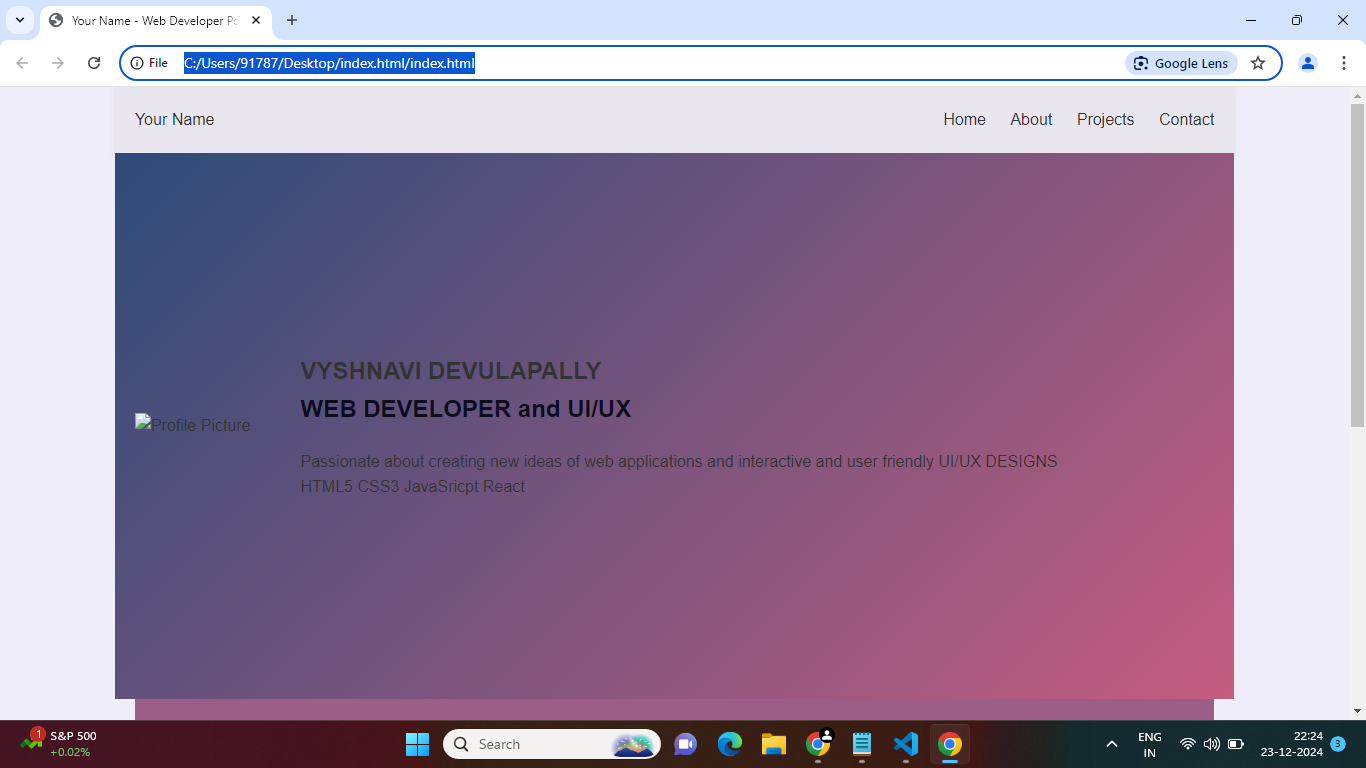 Your Name - Web Developer Po
File
C:/Users/91787/Desktop/index.html/index.html
Google Lens
Your Name
Home
About
Projects
Contact
VYSHNAVI DEVULAPALLY
WEB DEVELOPER and UI/UX
Profile Picture
Passionate about creating new ideas of web applications and interactive and user friendly UI/UX DESIGNS
HTML5 CSS3 JavaSricpt React
1
S&P 500
+0.02%
Search
ENG
IN
22:24
23-12-2024
3